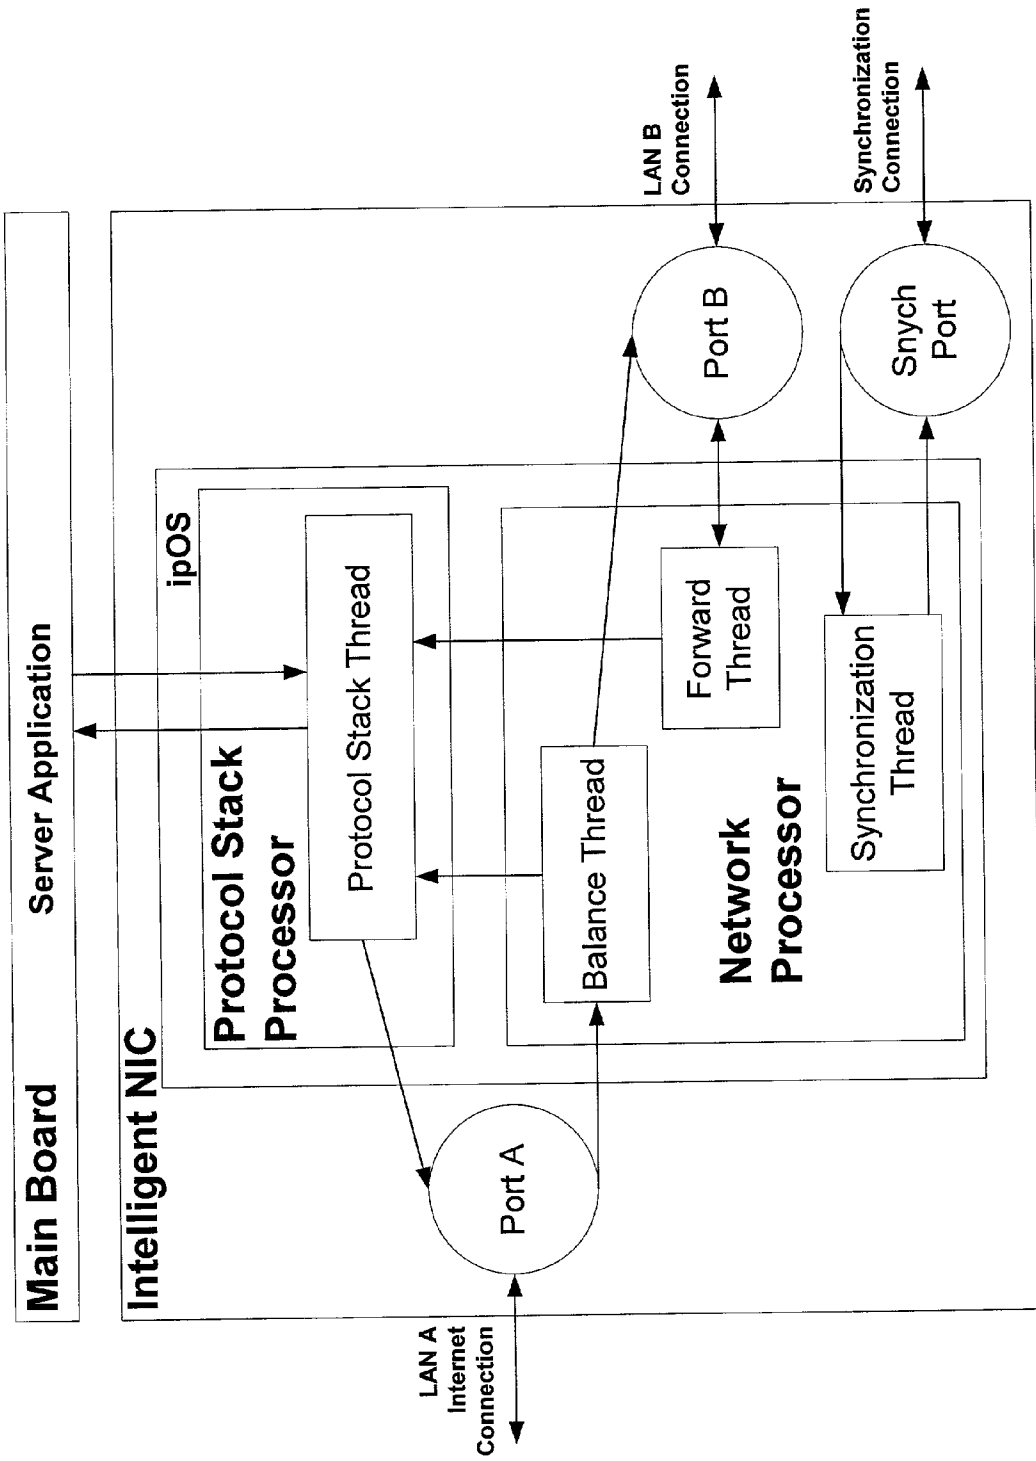 Main Board
Server Application
Intelligent NIC
ipOS
Protocol Stack
Processor
Protocol Stack Thread
LAN A
Internet
Connection
Port A
Balance Thread
Network
Processor
Forward
Thread
Synchronization
Thread
Port B
LAN B
Connection
Snych
Port
Synchronization
Connection